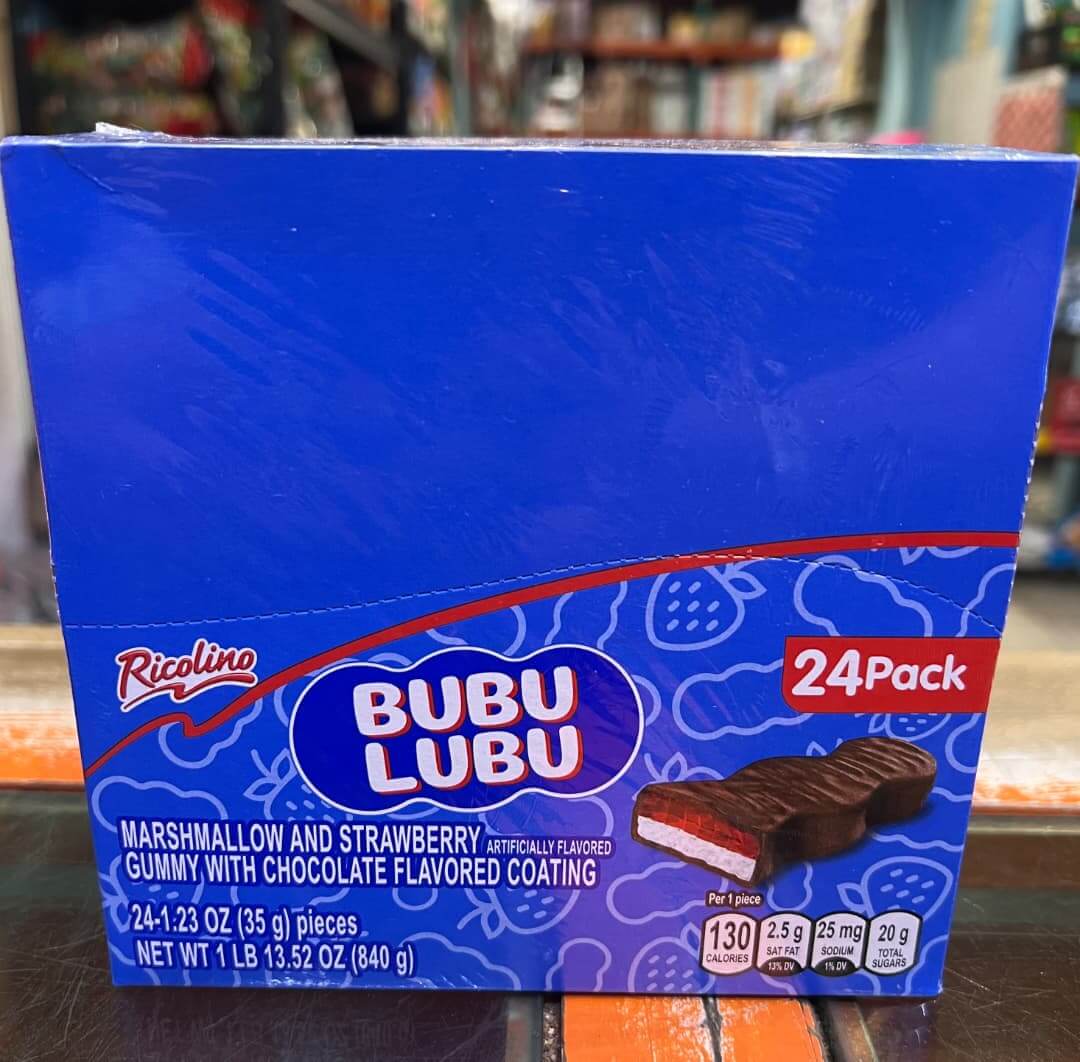 Ricolino
BUBU
LUBU
24Pack
MARSHMALLOW AND STRAWBERRY ARTIFICIALLY FLAVORED
GUMMY WITH CHOCOLATE FLAVORED COATING
24-1.23 OZ (35 g) pieces
NET WT 1 LB 13.52 OZ (840 g)
Per 1 piece
130 CALORIES
2.5 g SAT FAT 13% DV
25 mg SODIUM 1% DV
20 g TOTAL SUGARS